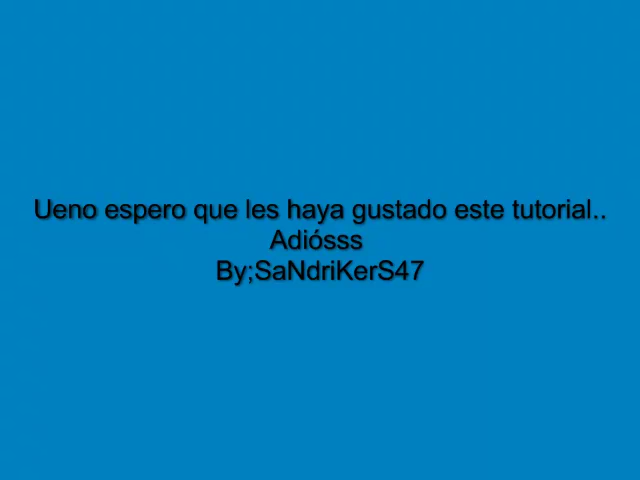 Ueno espero que les haya gustado este tutorial..
Adiósss
By;SaNdriKerS47